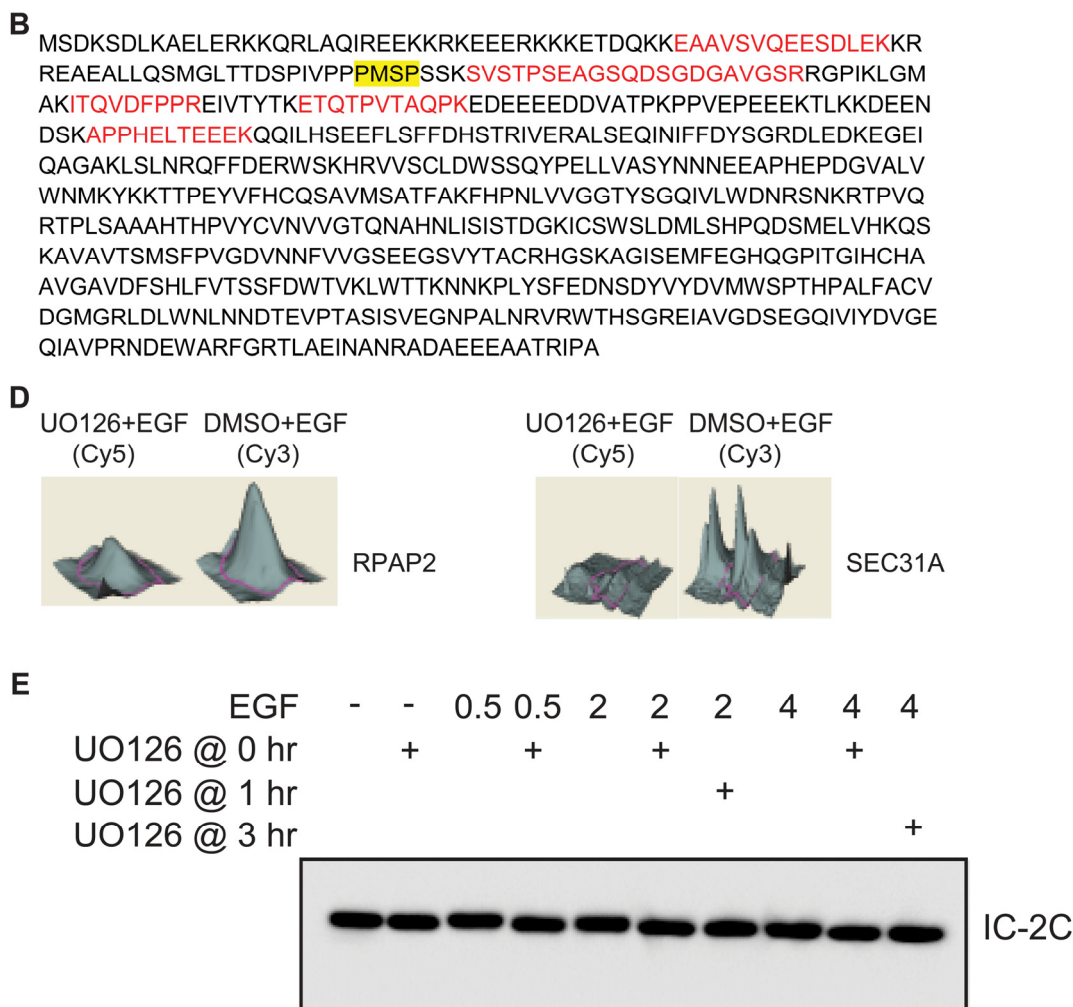 B
MSDKSDLKAELERKKQRLAQIREEKKRKEEERKKKETDQKKEAAVSVQEESDLEKKR
REAEALLQSMGLTTDSPIVPPPMSPSSKSVSTPSEAGSQDSGDGAVGSRRGPIKLGM
AKITQVDFPPREIVTYTKETQTPVTAQPKEDEEEEDDVATPKPPVEPEEEKTLKKDEEN
DSKAPPHELTEEEKQQILHSEEFLSFFDHSTRIVERALSEQINIFFDYSGRDLEDKEGEI
QAGAKLSLNRQFFDERWSKHRVVSCLDWSSQYPELLVASYNNNEEAPHEPDGVALV
WNMKYKKTTPEYVFHCQSAVMSATFAKFHPNLVVGGTYSGQIVLWDNRSNKRTPVQ
RTPLSAAAHTHPVYCVNVVGTQNAHNLISISTDGKICSWSLDMLSHPQDSMELVHKQS
KAVAVTSMSFPVGDVNNFVVGSEEGSVYTACRHGSKAGISEMFEGHQGPITGIHCHA
AVGAVDFSHLFVTSSFDWTVKLWTTKNNKPLYSFEDNSDYVYDVMWSPTHPALFACV
DGMGRLDLWNLNNDTEVPTASISVEGNPALNRVRWTHSGREIAVGDSEGQIVIYDVGE
QIAVPRNDEWARFGRTLAEINANRADAEEEAATRIPA
D
UO126+EGF DMSO+EGF UO126+EGF DMSO+EGF
(Cy5) (Cy3) (Cy5) (Cy3)
RPAP2 SEC31A
E
EGF - - 0.5 0.5 2 2 2 4 4 4
UO126 @ 0 hr + + + +
UO126 @ 1 hr +
UO126 @ 3 hr +
IC-2C